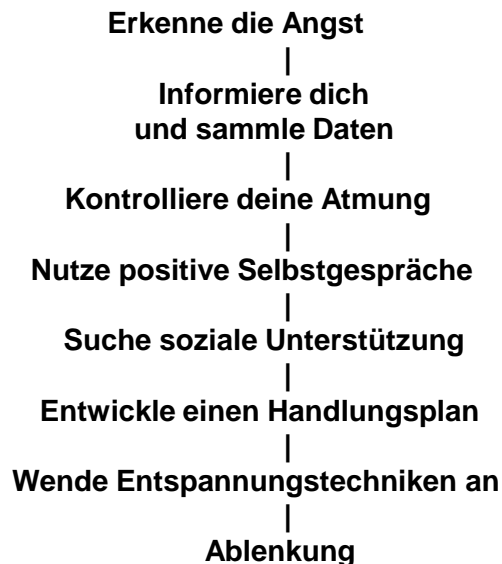 Erkenne die Angst
|
Informiere dich
und sammle Daten
|
Kontrolliere deine Atmung
|
Nutze positive Selbstgespräche
|
Suche soziale Unterstützung
|
Entwickle einen Handlungsplan
|
Wende Entspannungstechniken an
|
Ablenkung